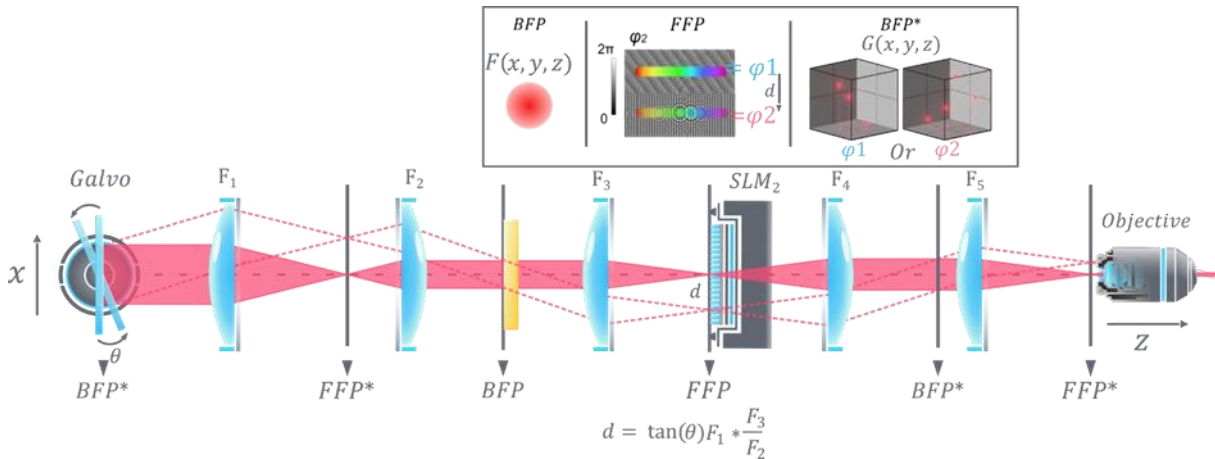 BFP
FFP
BFP*
F(x, y, z)
φ₂
2π
0
= φ1
d
=φ2
G(x, y, z)
φ1 Or φ2
Galvo
F₁
F₂
F₃
SLM₂
F₄
F₅
Objective
x
θ
d
Z
BFP*
FFP*
BFP
FFP
BFP*
FFP*
d = tan(θ)F₁ * F₃/F₂